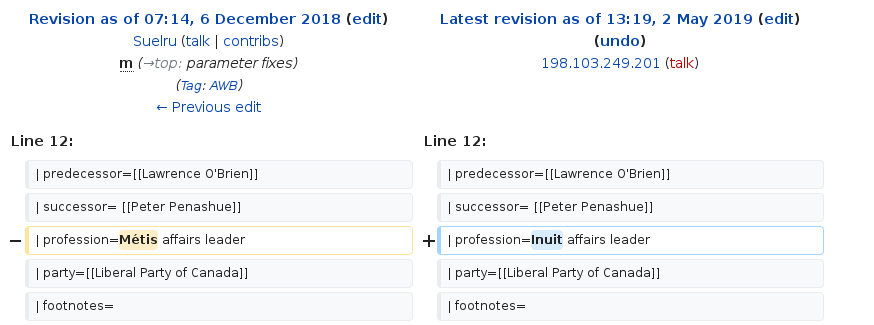 Revision as of 07:14, 6 December 2018 (edit)
Suelru (talk | contribs)
m (→top: parameter fixes)
(Tag: AWB)
← Previous edit
Latest revision as of 13:19, 2 May 2019 (edit)
(undo)
198.103.249.201 (talk)
Line 12:
| predecessor=[[Lawrence O'Brien]]
| successor= [[Peter Penashue]]
− | profession=Métis affairs leader
| party=[[Liberal Party of Canada]]
| footnotes=
Line 12:
| predecessor=[[Lawrence O'Brien]]
| successor= [[Peter Penashue]]
+ | profession=Inuit affairs leader
| party=[[Liberal Party of Canada]]
| footnotes=